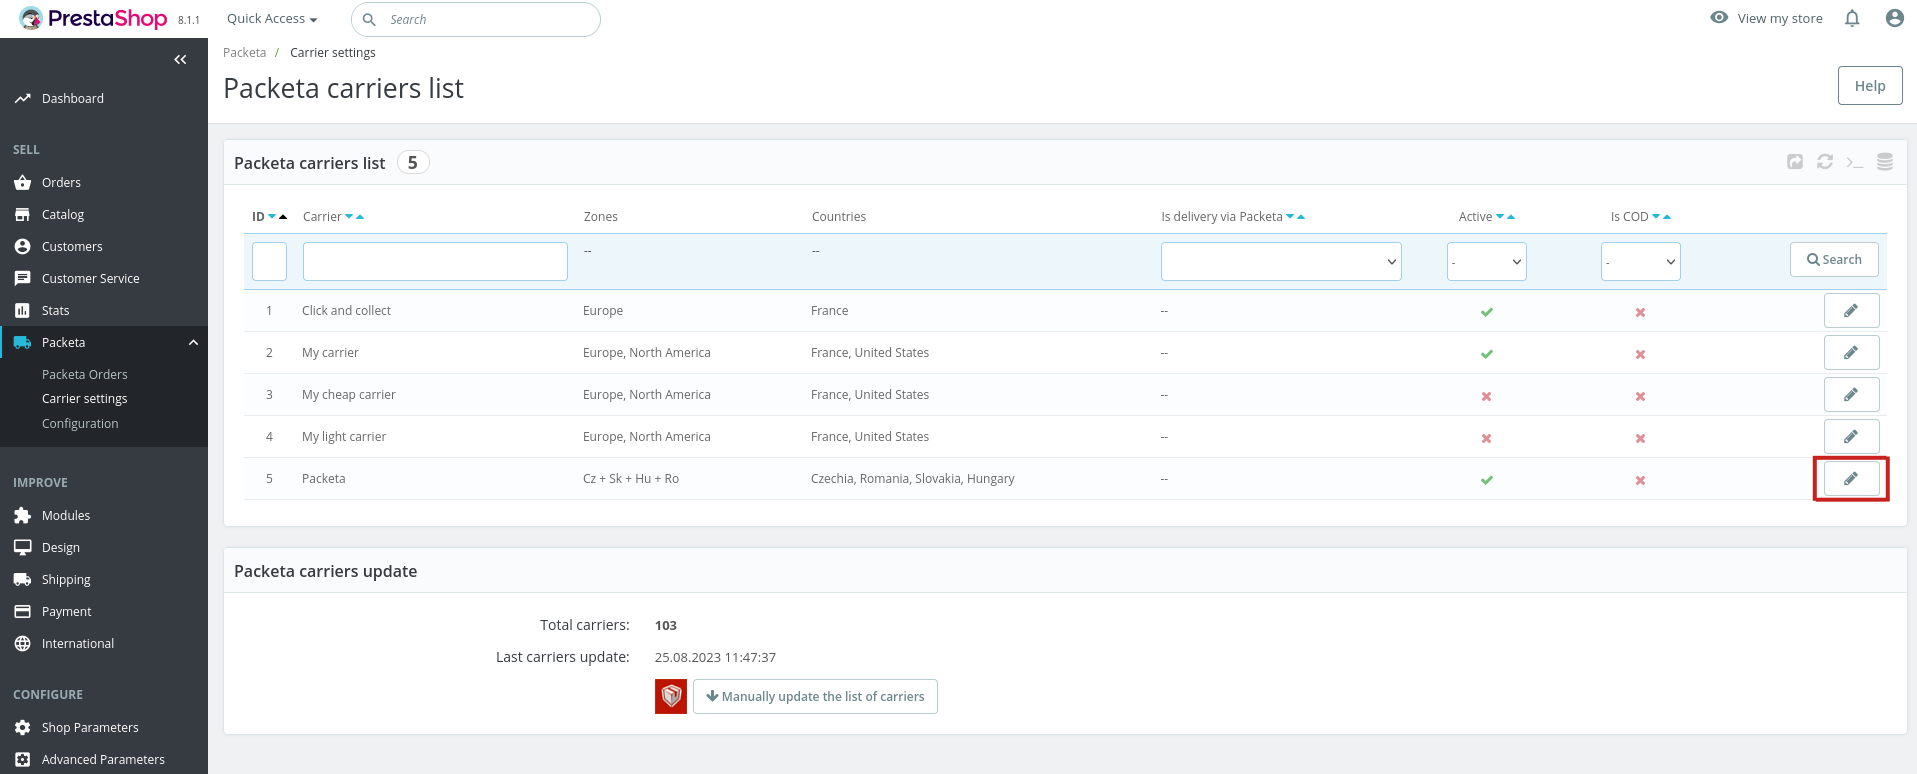 PrestaShop 8.1.1 Quick Access Search View my store
Packeta / Carrier settings
Packeta carriers list
Help
Dashboard
SELL
Orders
Catalog
Customers
Customer Service
Stats
Packeta
Packeta Orders
Carrier settings
Configuration
IMPROVE
Modules
Design
Shipping
Payment
International
CONFIGURE
Shop Parameters
Advanced Parameters
Packeta carriers list 5
ID Carrier Zones Countries Is delivery via Packeta Active Is COD
-- -- - - Search
1 Click and collect Europe France --
2 My carrier Europe, North America France, United States --
3 My cheap carrier Europe, North America France, United States --
4 My light carrier Europe, North America France, United States --
5 Packeta Cz + Sk + Hu + Ro Czechia, Romania, Slovakia, Hungary --
Packeta carriers update
Total carriers: 103
Last carriers update: 25.08.2023 11:47:37
Manually update the list of carriers